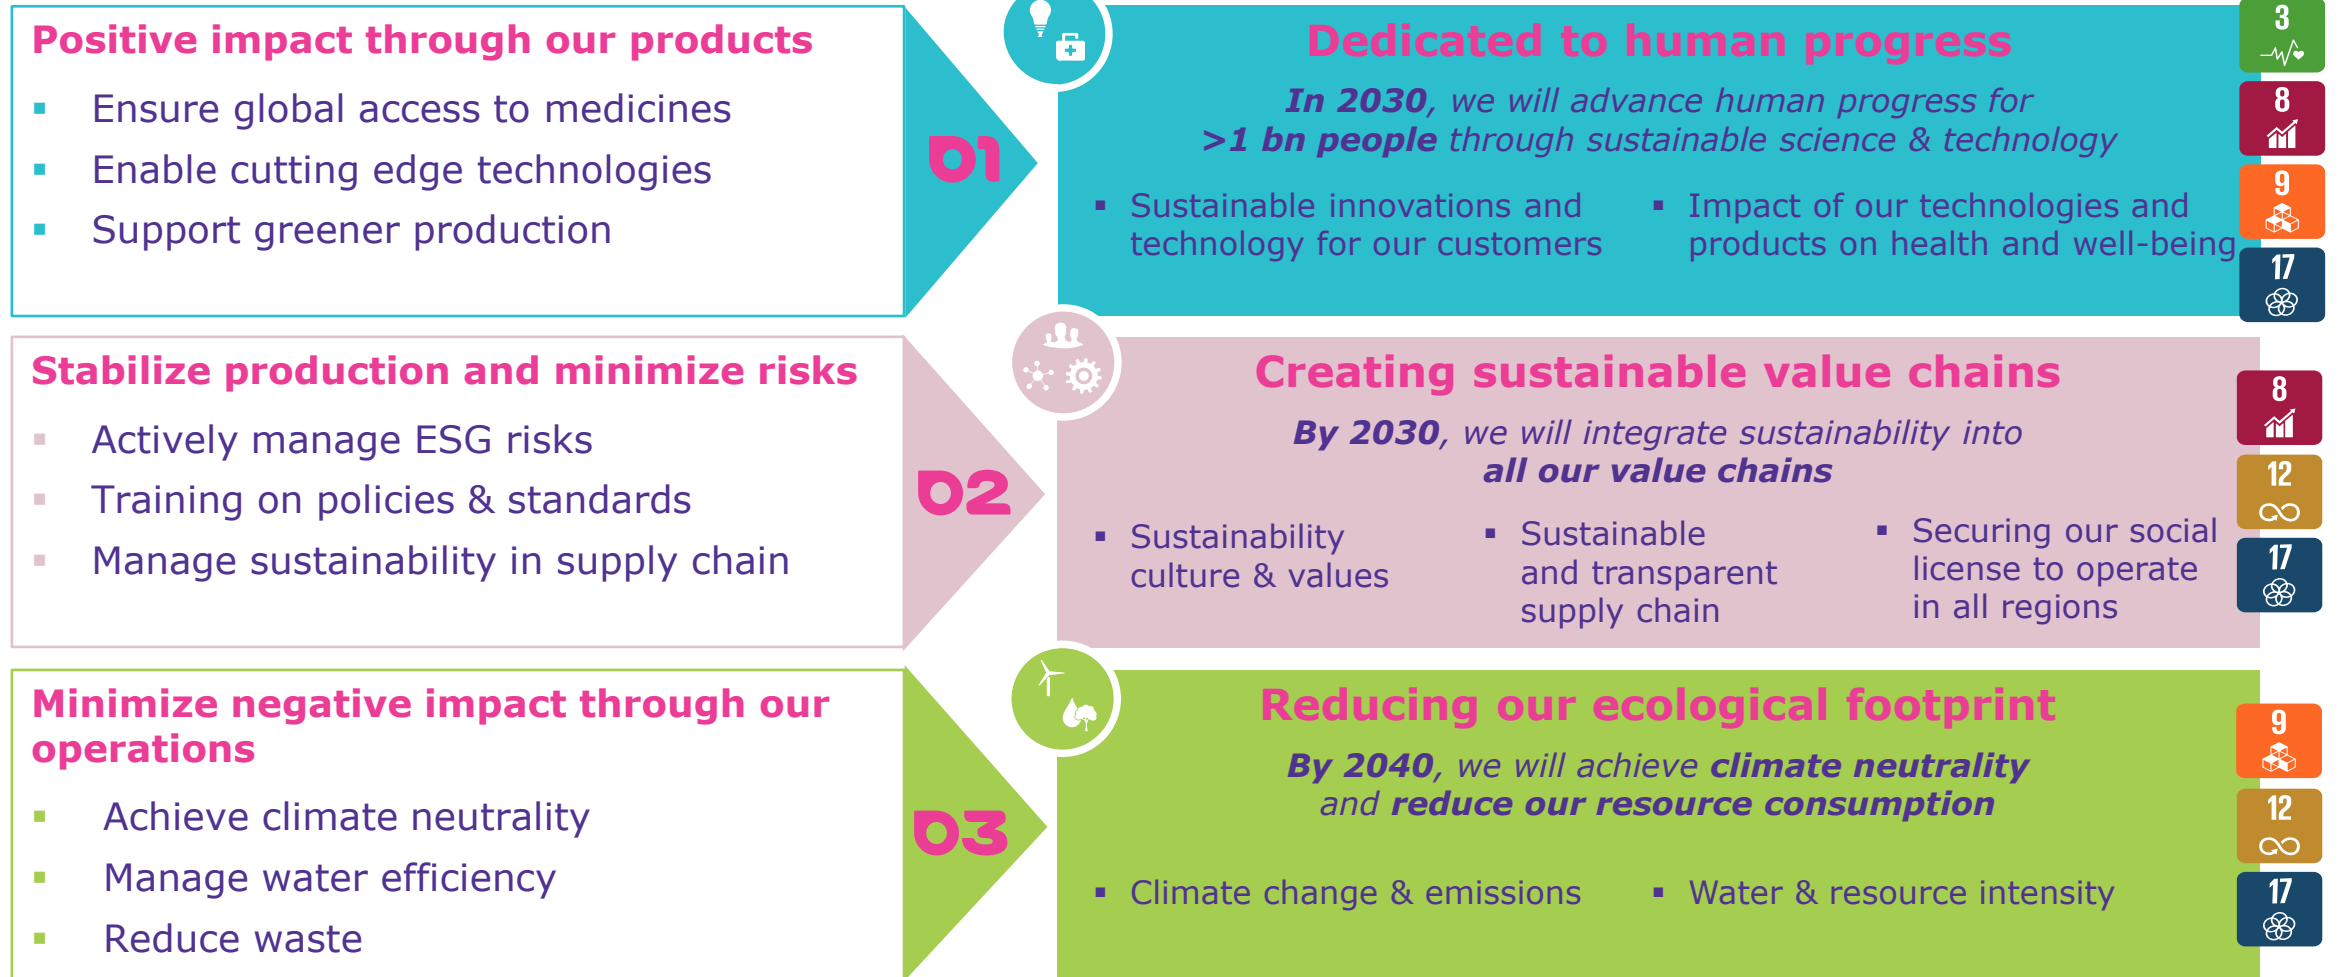 Positive impact through our products
▪ Ensure global access to medicines
▪ Enable cutting edge technologies
▪ Support greener production
01
Dedicated to human progress
In 2030, we will advance human progress for
>1 bn people through sustainable science & technology
▪ Sustainable innovations and
technology for our customers
▪ Impact of our technologies and
products on health and well-being
3
8
9
17
Stabilize production and minimize risks
▪ Actively manage ESG risks
▪ Training on policies & standards
▪ Manage sustainability in supply chain
02
Creating sustainable value chains
By 2030, we will integrate sustainability into
all our value chains
▪ Sustainability
culture & values
▪ Sustainable
and transparent
supply chain
▪ Securing our social
license to operate
in all regions
8
12
17
Minimize negative impact through our
operations
▪ Achieve climate neutrality
▪ Manage water efficiency
▪ Reduce waste
03
Reducing our ecological footprint
By 2040, we will achieve climate neutrality
and reduce our resource consumption
▪ Climate change & emissions
▪ Water & resource intensity
9
12
17